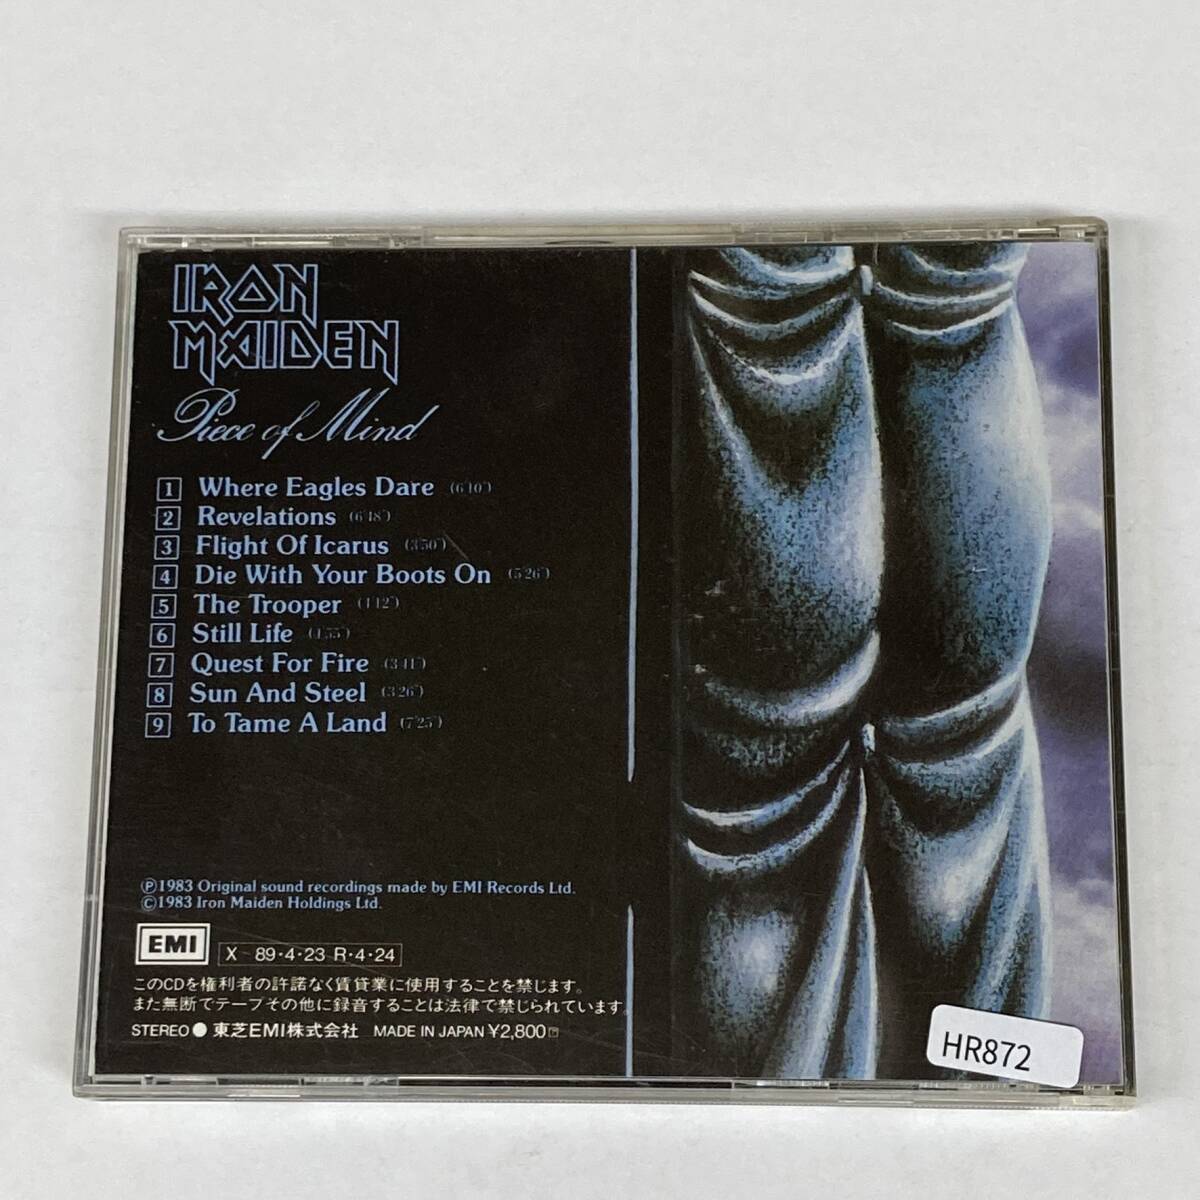 IRON
MAIDEN
Piece of Mind
1 Where Eagles Dare (6'10")
2 Revelations (6'48")
3 Flight Of Icarus (3'50")
4 Die With Your Boots On (5'26")
5 The Trooper
6 Still Life
7 Quest For Fire
8 Sun And Steel (3'26")
9 To Tame A Land (7'25")
Ⓟ1983 Original sound recordings made by EMI Records Ltd.
©1983 Iron Maiden Holdings Ltd.
EMI X 89·4·23 R·4·24
このCDを権利者の許諾なく賃貸業に使用することを禁じます。
また無断でテープその他に録音することは法律で禁じられています。
STEREO ● 東芝EMI株式会社 MADE IN JAPAN ¥2,800
HR872